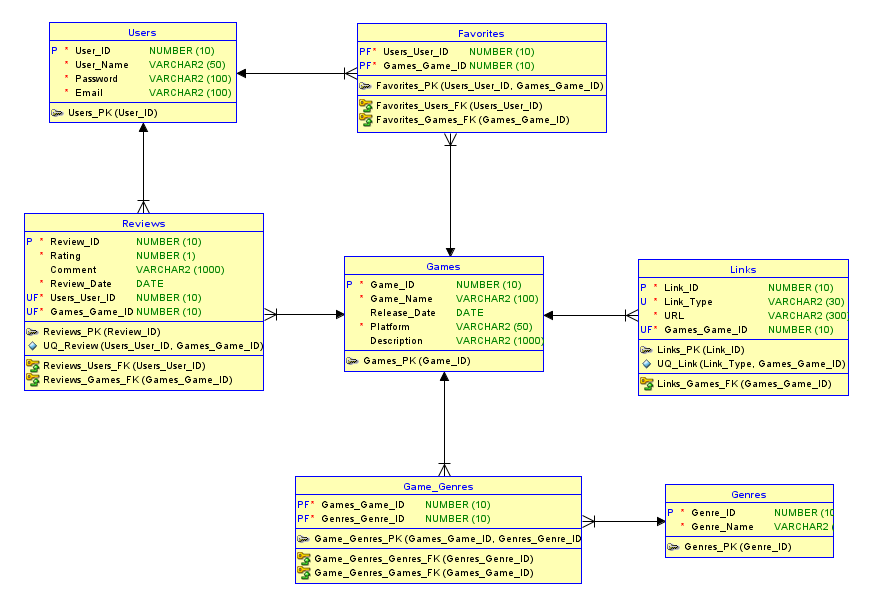 Users
P * User_ID NUMBER (10)
* User_Name VARCHAR2 (50)
* Password VARCHAR2 (100)
* Email VARCHAR2 (100)
Users_PK (User_ID)
Favorites
PF* Users_User_ID NUMBER (10)
PF* Games_Game_ID NUMBER (10)
Favorites_PK (Users_User_ID, Games_Game_ID)
Favorites_Users_FK (Users_User_ID)
Favorites_Games_FK (Games_Game_ID)
Reviews
P * Review_ID NUMBER (10)
* Rating NUMBER (1)
Comment VARCHAR2 (1000)
* Review_Date DATE
UF* Users_User_ID NUMBER (10)
UF* Games_Game_ID NUMBER (10)
Reviews_PK (Review_ID)
UQ_Review (Users_User_ID, Games_Game_ID)
Reviews_Users_FK (Users_User_ID)
Reviews_Games_FK (Games_Game_ID)
Games
P * Game_ID NUMBER (10)
* Game_Name VARCHAR2 (100)
Release_Date DATE
* Platform VARCHAR2 (50)
Description VARCHAR2 (1000)
Games_PK (Game_ID)
Links
P * Link_ID NUMBER (10)
U * Link_Type VARCHAR2 (30)
* URL VARCHAR2 (300)
UF* Games_Game_ID NUMBER (10)
Links_PK (Link_ID)
UQ_Link (Link_Type, Games_Game_ID)
Links_Games_FK (Games_Game_ID)
Game_Genres
PF* Games_Game_ID NUMBER (10)
PF* Genres_Genre_ID NUMBER (10)
Game_Genres_PK (Games_Game_ID, Genres_Genre_ID
Game_Genres_Genres_FK (Genres_Genre_ID)
Game_Genres_Games_FK (Games_Game_ID)
Genres
P * Genre_ID NUMBER (10
* Genre_Name VARCHAR2 (
Genres_PK (Genre_ID)